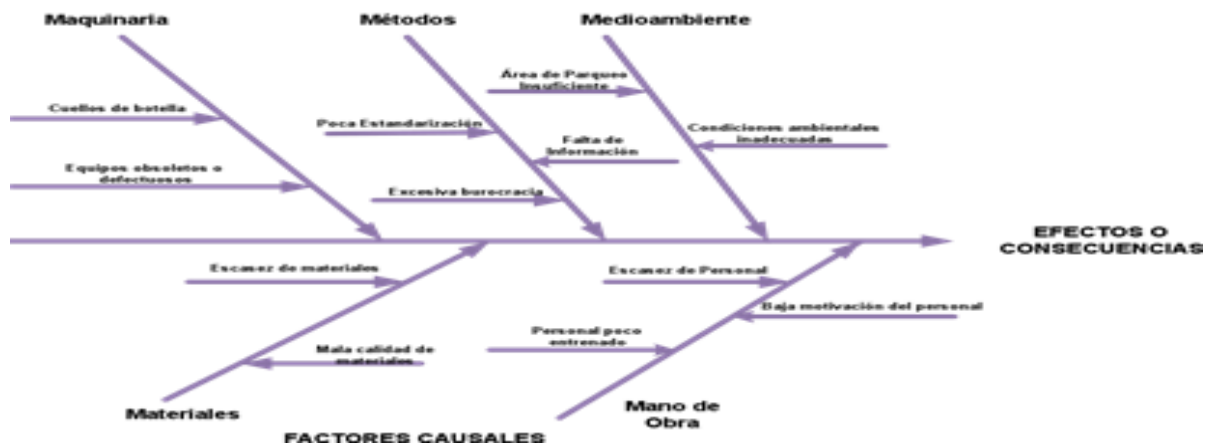 Maquinaria
Métodos
Medioambiente
Área de Parqueo
Insuficiente
Cuellos de botella
Poca Estandarización
Condiciones ambientales
inadecuadas
Falta de
Información
Equipos obsoletos o
defectuosos
Excesiva burocracia
EFECTOS O
CONSECUENCIAS
Escasez de materiales
Escasez de Personal
Baja motivación del personal
Personal poco
entrenado
Mala calidad de
materiales
Materiales
Mano de
Obra
FACTORES CAUSALES